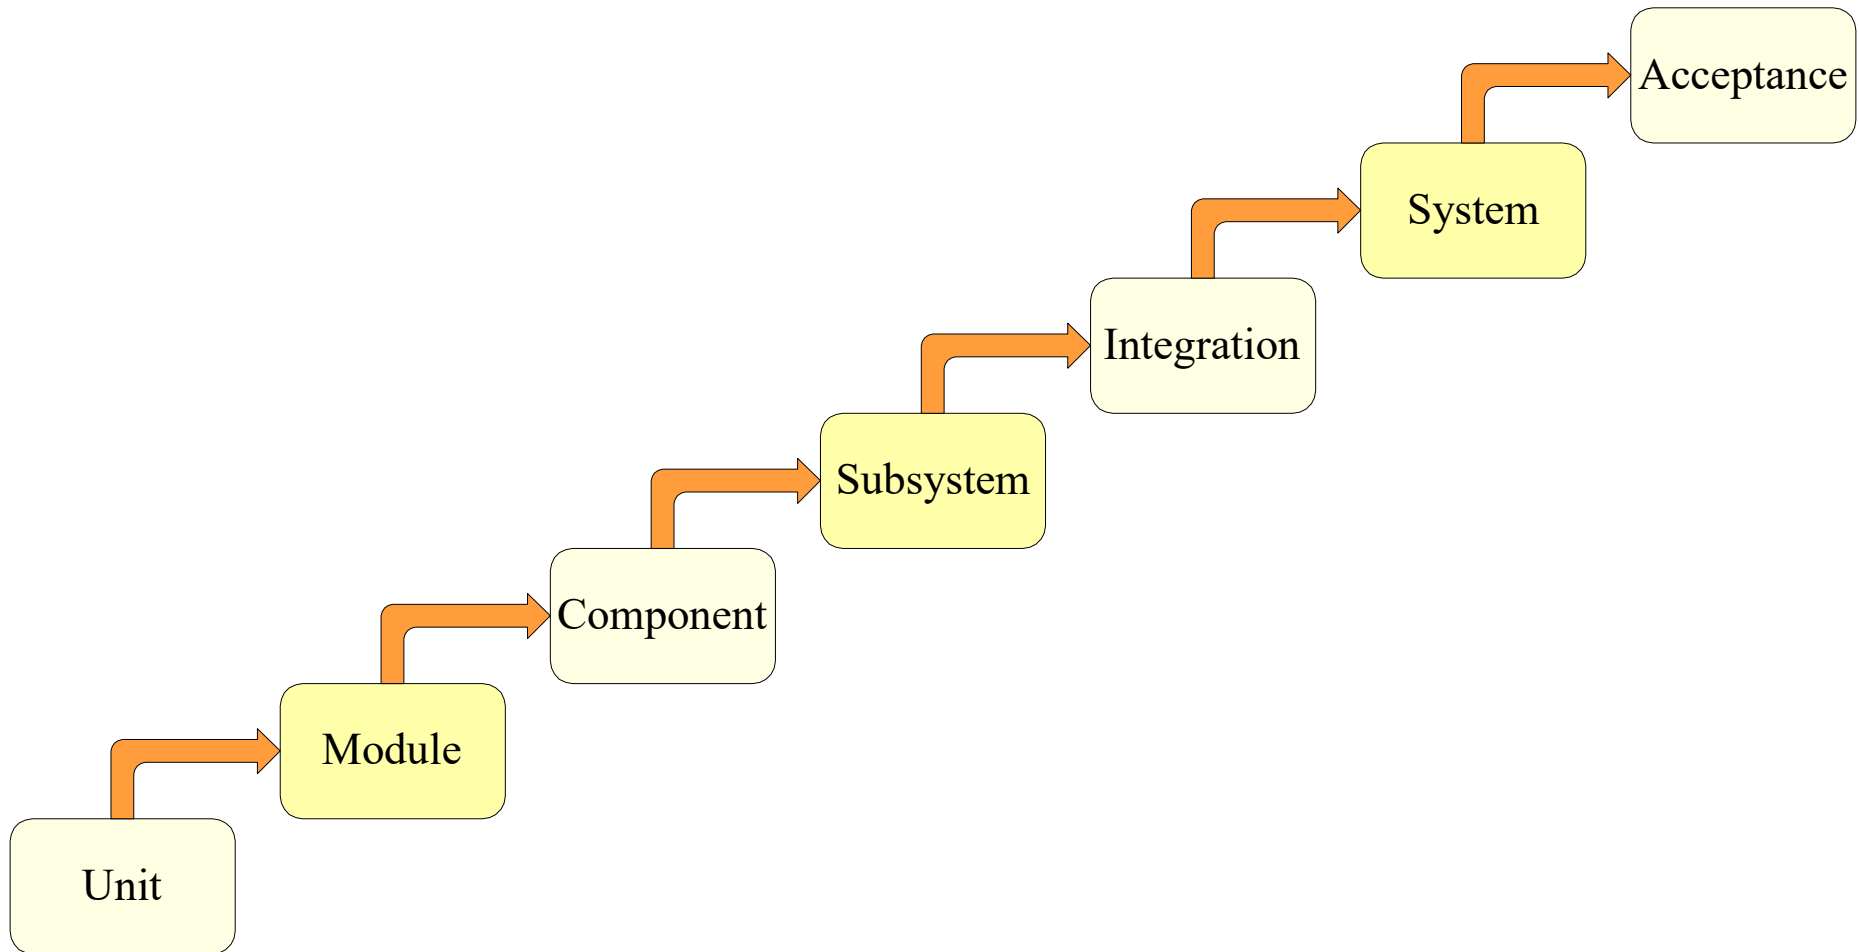 Acceptance
System
Integration
Subsystem
Component
Module
Unit